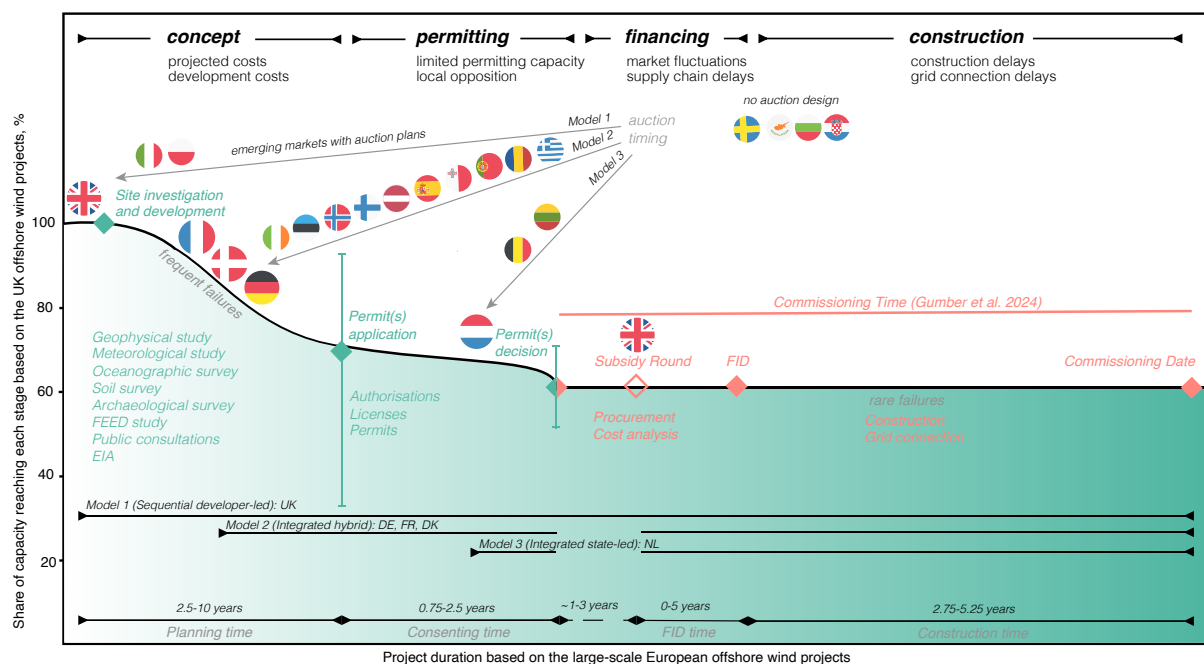 concept
permitting
financing
construction
projected costs
development costs
limited permitting capacity
local opposition
market fluctuations
supply chain delays
construction delays
grid connection delays
no auction design
Model 1
Model 2
Model 3
auction
timing
emerging markets with auction plans
Site investigation
and development
frequent failures
Permit(s)
application
Permit(s)
decision
Commissioning Time (Gumber et al. 2024)
Subsidy Round
FID
Commissioning Date
Geophysical study
Meteorological study
Oceanographic survey
Soil survey
Archaeological survey
FEED study
Public consultations
EIA
Authorisations
Licenses
Permits
Procurement
Cost analysis
rare failures
Construction
Grid connection
Share of capacity reaching each stage based on the UK offshore wind projects, %
100
80
60
40
20
Model 1 (Sequential developer-led): UK
Model 2 (Integrated hybrid): DE, FR, DK
Model 3 (Integrated state-led): NL
2.5-10 years
0.75-2.5 years
~1-3 years
0-5 years
2.75-5.25 years
Planning time
Consenting time
FID time
Construction time
Project duration based on the large-scale European offshore wind projects